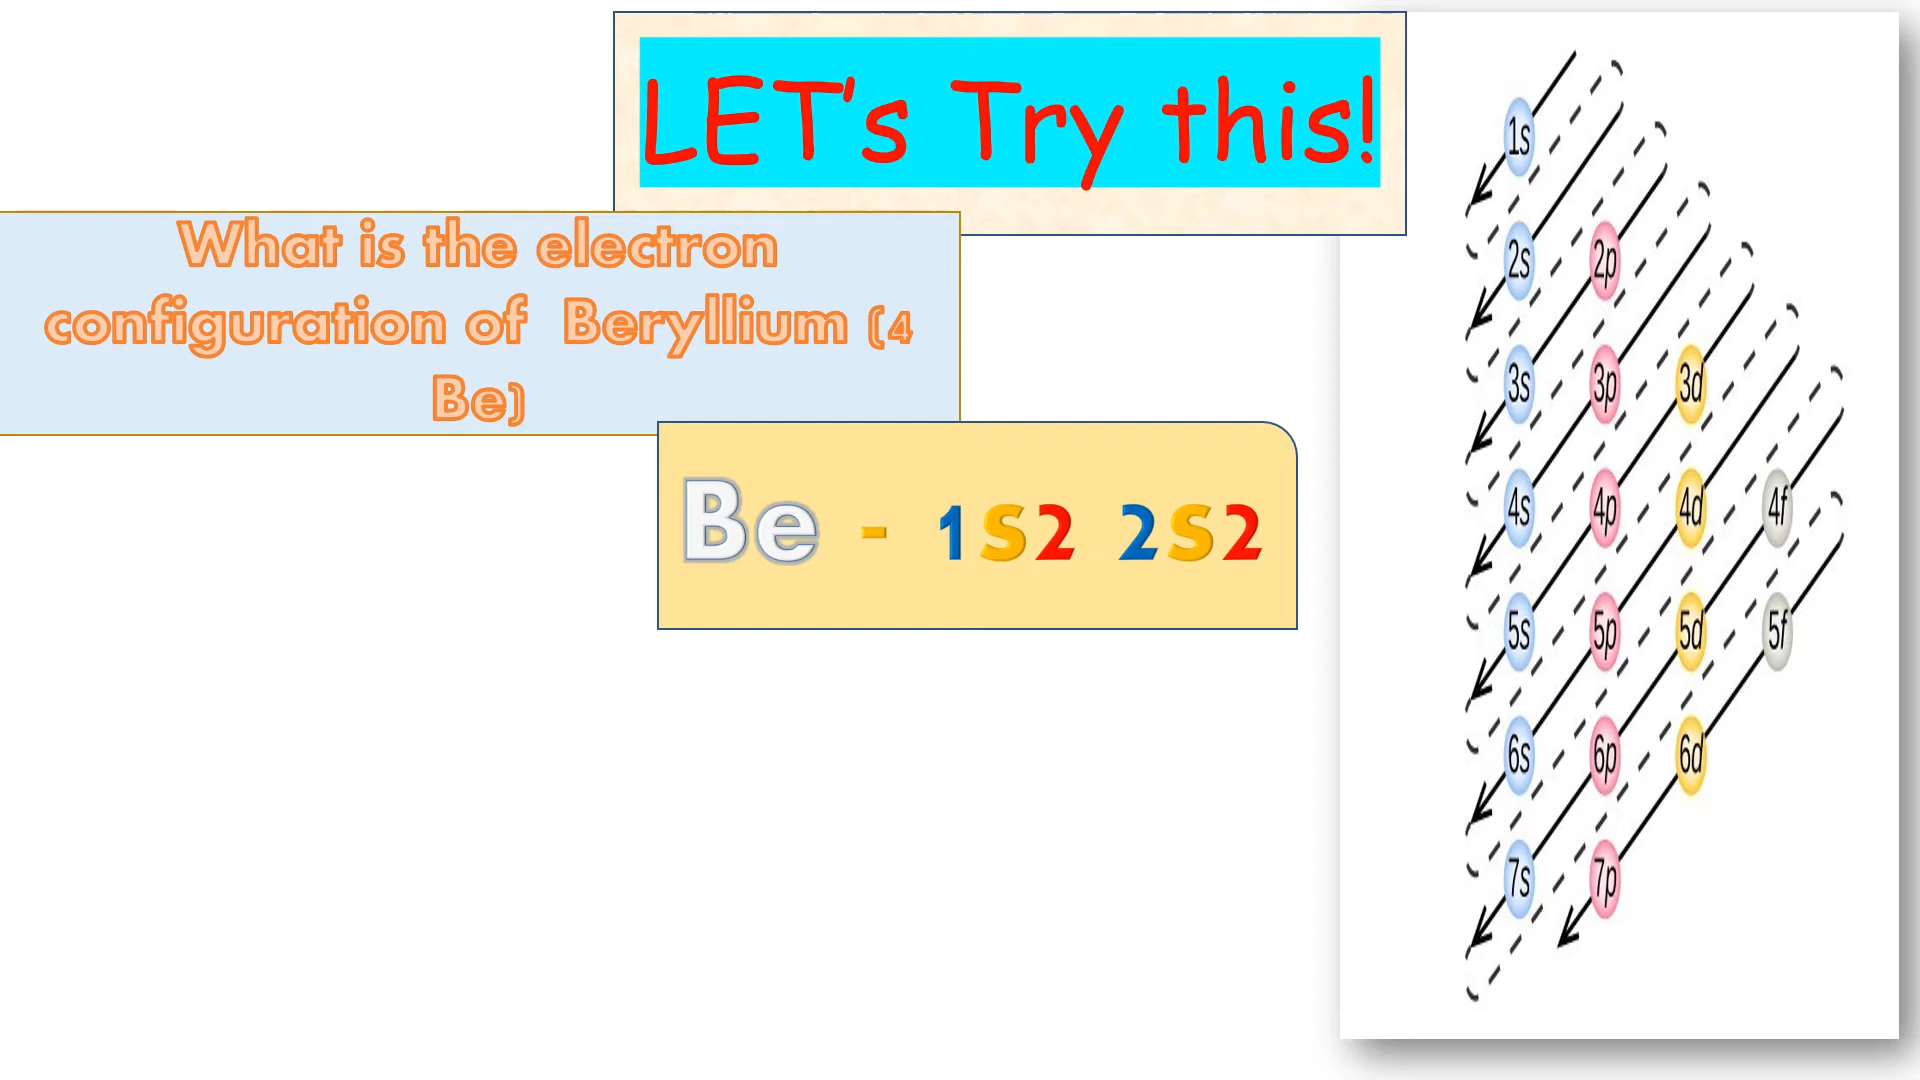 LET's Try this!
What is the electron
configuration of Beryllium (4
Be)
Be - 1S2 2S2
1s
2s 2p
3s 3p 3d
4s 4p 4d 4f
5s 5p 5d 5f
6s 6p 6d
7s 7p